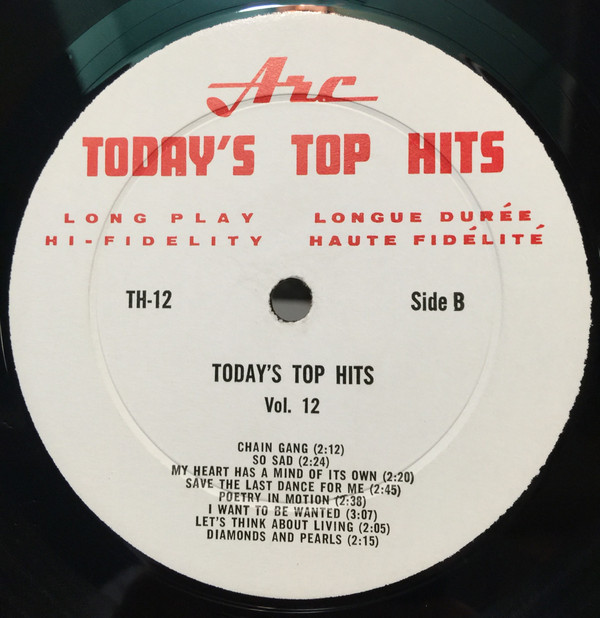 Arc
TODAY'S TOP HITS
LONG PLAY LONGUE DURÉE
HI-FIDELITY HAUTE FIDÉLITÉ
TH-12 Side B
TODAY'S TOP HITS
Vol. 12
CHAIN GANG (2:12)
SO SAD (2:24)
MY HEART HAS A MIND OF ITS OWN (2:20)
SAVE THE LAST DANCE FOR ME (2:45)
POETRY IN MOTION (2:38)
I WANT TO BE WANTED (3:07)
LET'S THINK ABOUT LIVING (2:05)
DIAMONDS AND PEARLS (2:15)